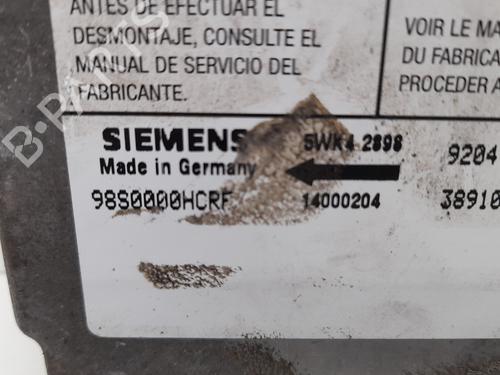 ANTES DE EFECTUAR EL
DESMONTAJE, CONSULTE EL
MANUAL DE SERVICIO DEL
FABRICANTE.
VOIR LE MA
DU FABRICA
PROCEDER A
SIEMENS 5WK4 2898 9204
Made in Germany
98S0000HCRF 14000204 38910
B-PARTS